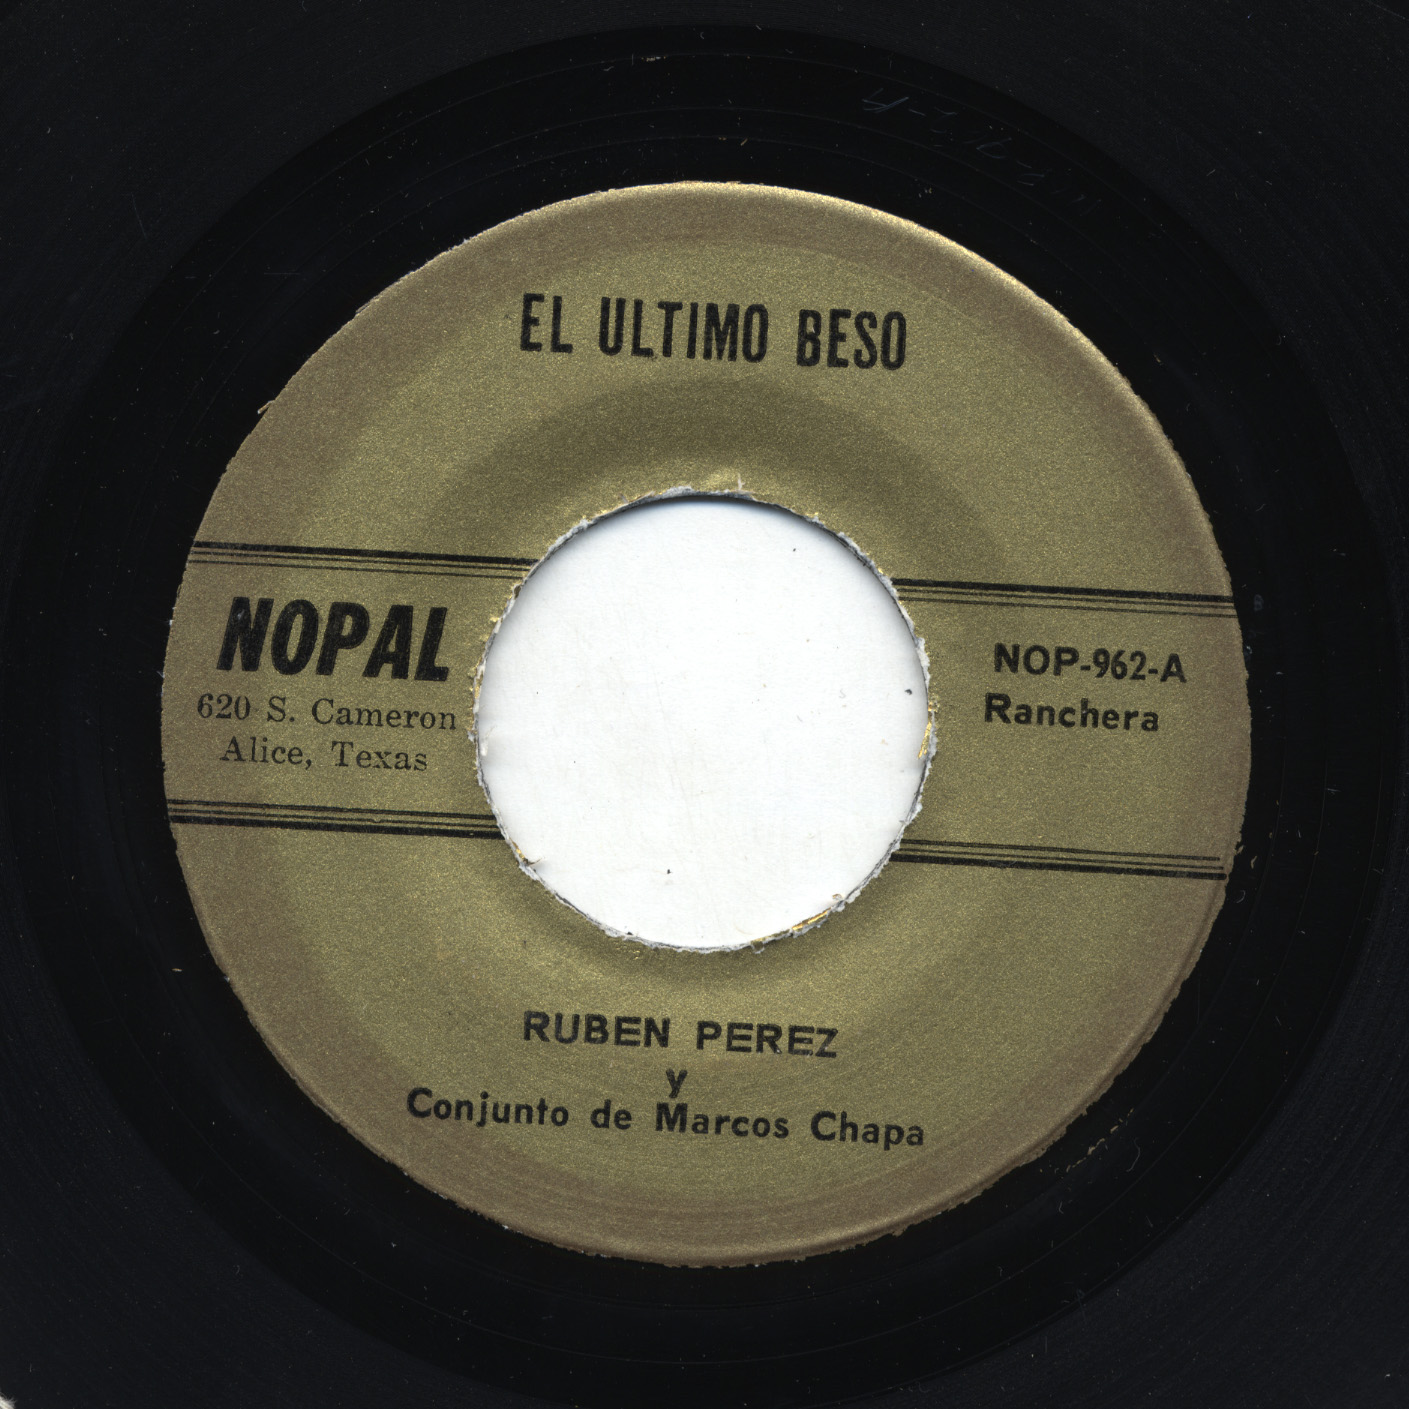 EL ULTIMO BESO
NOPAL
620 S. Cameron
Alice, Texas
NOP-962-A
Ranchera
RUBEN PEREZ
y
Conjunto de Marcos Chapa